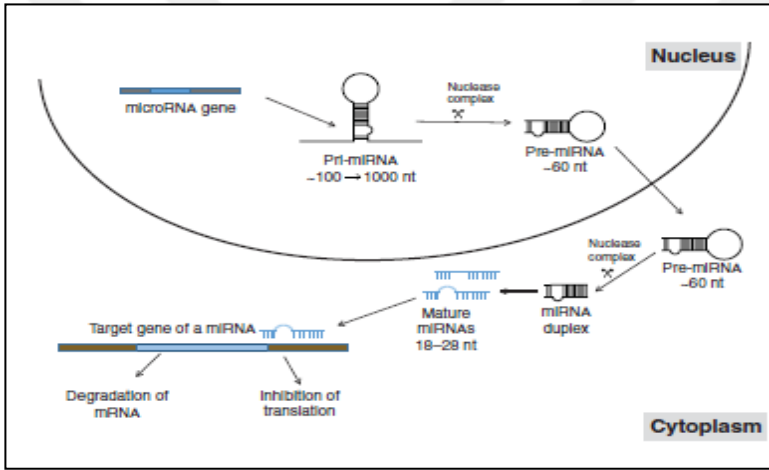 Nucleus
microRNA gene
Nuclease
complex
Pri-miRNA
~100 → 1000 nt
Pre-miRNA
~60 nt
Nuclease
complex
Pre-miRNA
~60 nt
Mature
miRNAs
18–28 nt
miRNA
duplex
Target gene of a miRNA
Degradation of
mRNA
Inhibition of
translation
Cytoplasm